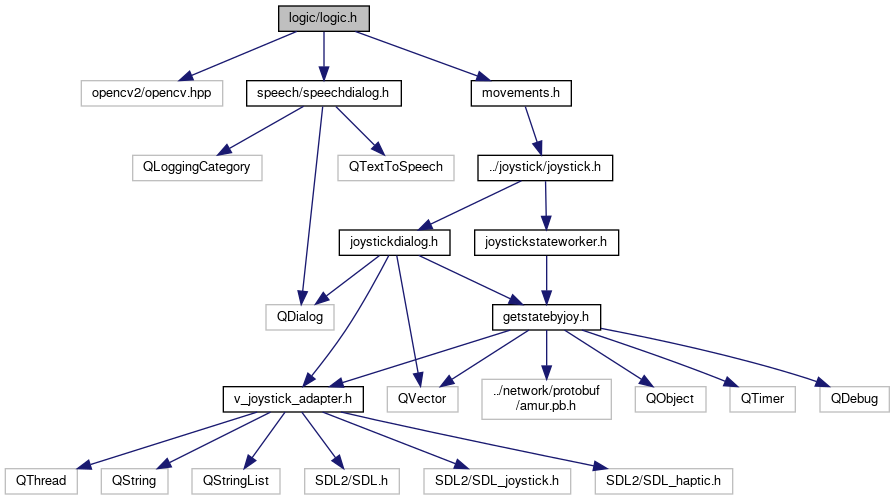 logic/logic.h
opencv2/opencv.hpp
speech/speechdialog.h
movements.h
QLoggingCategory
QTextToSpeech
../joystick/joystick.h
joystickdialog.h
joystickstateworker.h
QDialog
getstatebyjoy.h
v_joystick_adapter.h
QVector
../network/protobuf
/amur.pb.h
QObject
QTimer
QDebug
QThread
QString
QStringList
SDL2/SDL.h
SDL2/SDL_joystick.h
SDL2/SDL_haptic.h